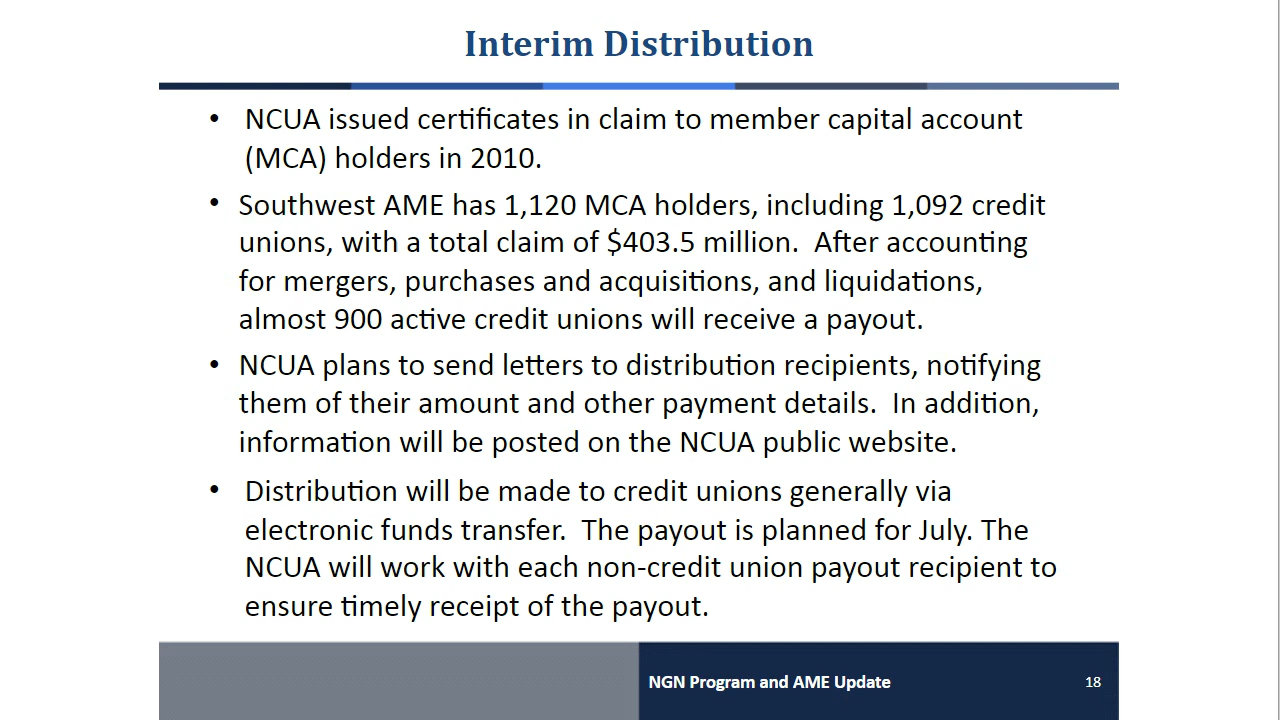 Interim Distribution
• NCUA issued certificates in claim to member capital account
(MCA) holders in 2010.
• Southwest AME has 1,120 MCA holders, including 1,092 credit
unions, with a total claim of $403.5 million.  After accounting
for mergers, purchases and acquisitions, and liquidations,
almost 900 active credit unions will receive a payout.
• NCUA plans to send letters to distribution recipients, notifying
them of their amount and other payment details.  In addition,
information will be posted on the NCUA public website.
• Distribution will be made to credit unions generally via
electronic funds transfer.  The payout is planned for July. The
NCUA will work with each non-credit union payout recipient to
ensure timely receipt of the payout.
NGN Program and AME Update
18